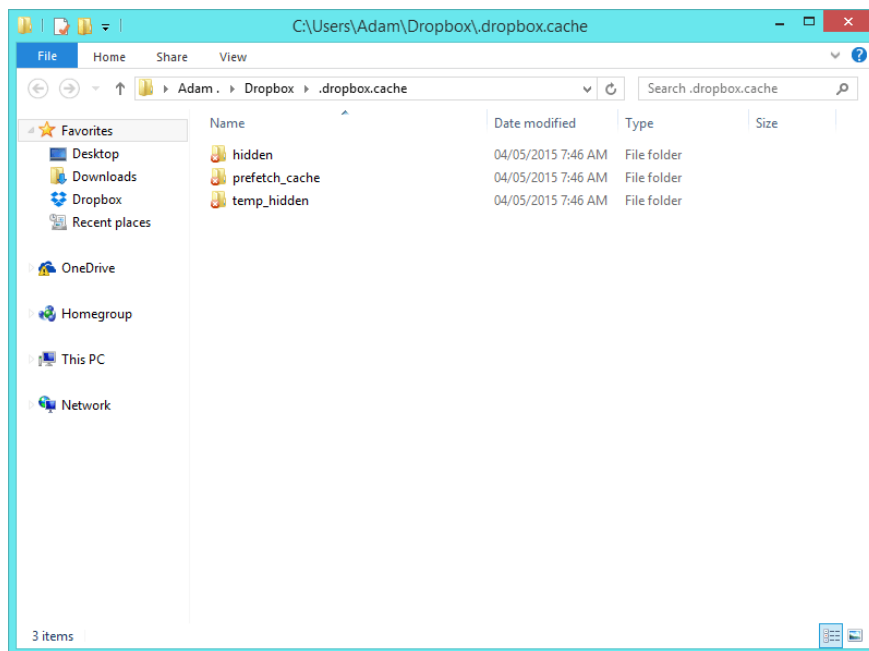 C:\Users\Adam\Dropbox\.dropbox.cache
File Home Share View
Adam . Dropbox .dropbox.cache Search .dropbox.cache
Name Date modified Type Size
Favorites
Desktop
Downloads
Dropbox
Recent places
OneDrive
Homegroup
This PC
Network
hidden 04/05/2015 7:46 AM File folder
prefetch_cache 04/05/2015 7:46 AM File folder
temp_hidden 04/05/2015 7:46 AM File folder
3 items